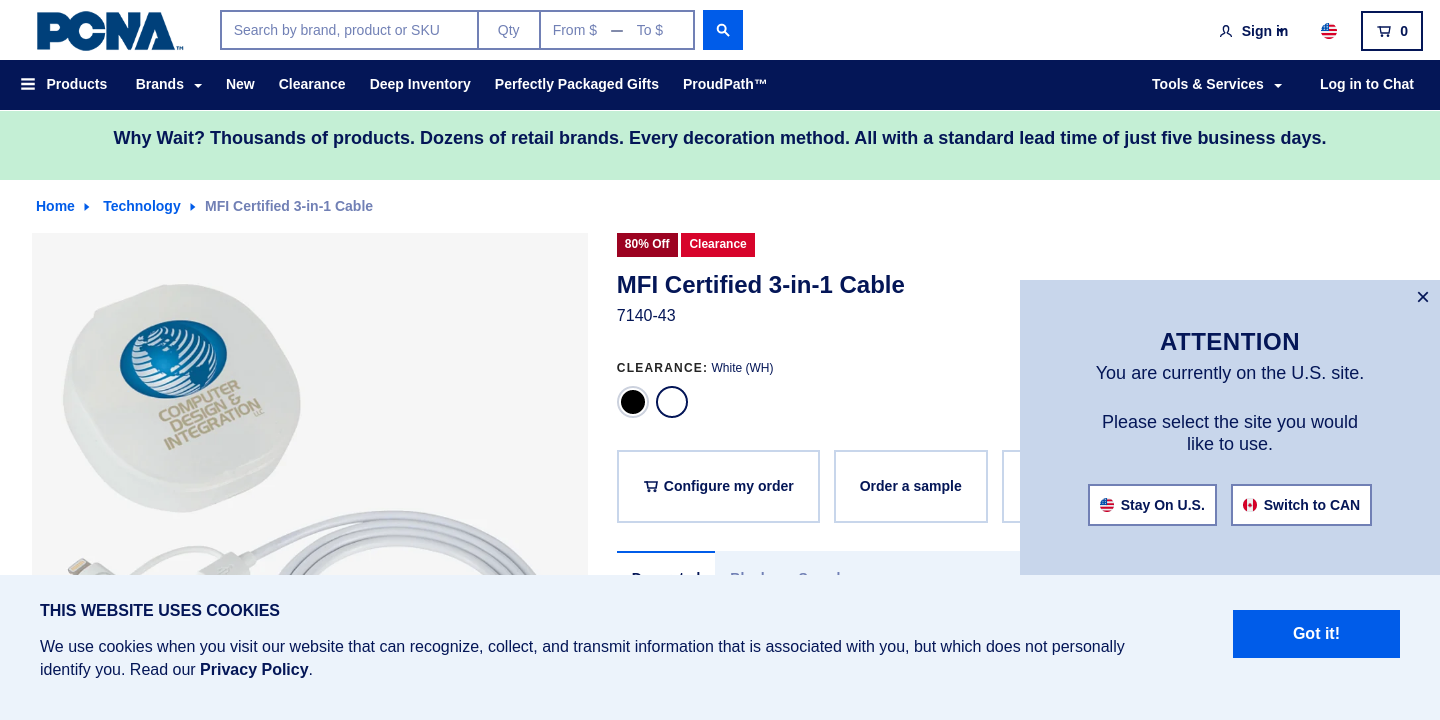 PCNA™
Search by brand, product or SKU
Qty
From $ — To $
Sign in
0
Products
Brands
New
Clearance
Deep Inventory
Perfectly Packaged Gifts
ProudPath™
Tools & Services
Log in to Chat
Why Wait? Thousands of products. Dozens of retail brands. Every decoration method. All with a standard lead time of just five business days.
Home
Technology
MFI Certified 3-in-1 Cable
COMPUTER
DESIGN &
INTEGRATION
80% Off
Clearance
MFI Certified 3-in-1 Cable
7140-43
CLEARANCE: White (WH)
Configure my order
Order a sample
×
ATTENTION
You are currently on the U.S. site.
Please select the site you would
like to use.
Stay On U.S.
Switch to CAN
THIS WEBSITE USES COOKIES
We use cookies when you visit our website that can recognize, collect, and transmit information that is associated with you, but which does not personally
identify you. Read our Privacy Policy.
Got it!